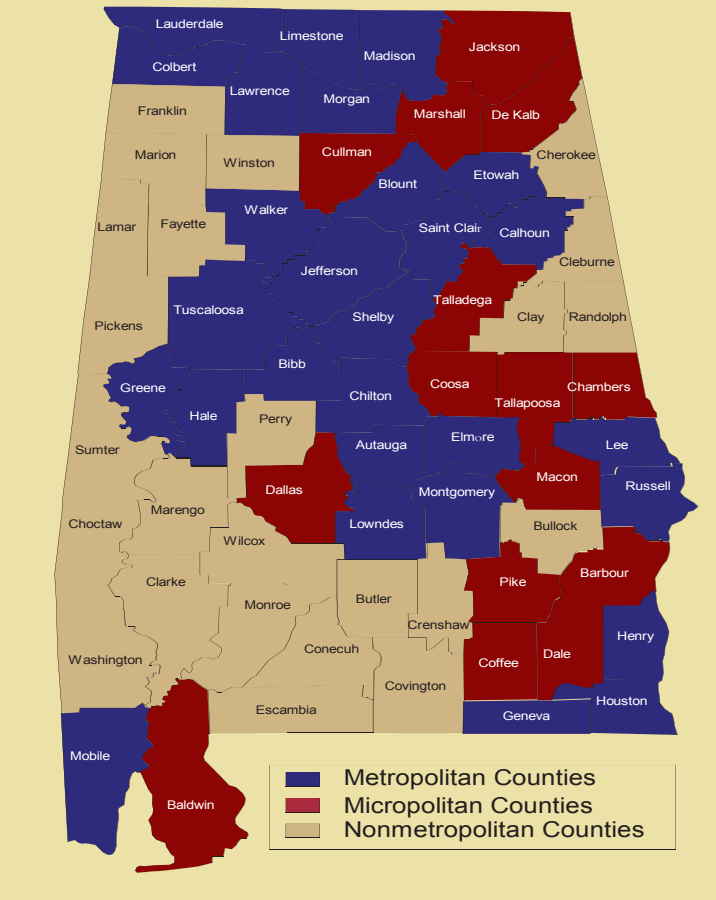 Lauderdale
Limestone
Madison
Jackson
Colbert
Lawrence
Morgan
Franklin
Marshall
De Kalb
Marion
Winston
Cullman
Cherokee
Blount
Etowah
Walker
Lamar
Fayette
Saint Clair
Calhoun
Cleburne
Jefferson
Talladega
Tuscaloosa
Shelby
Clay
Randolph
Pickens
Bibb
Greene
Coosa
Chambers
Chilton
Tallapoosa
Hale
Perry
Autauga
Elmore
Lee
Sumter
Macon
Russell
Dallas
Montgomery
Marengo
Choctaw
Lowndes
Bullock
Wilcox
Clarke
Pike
Barbour
Butler
Monroe
Crenshaw
Henry
Conecuh
Washington
Coffee
Dale
Covington
Houston
Escambia
Geneva
Mobile
Baldwin
Metropolitan Counties
Micropolitan Counties
Nonmetropolitan Counties